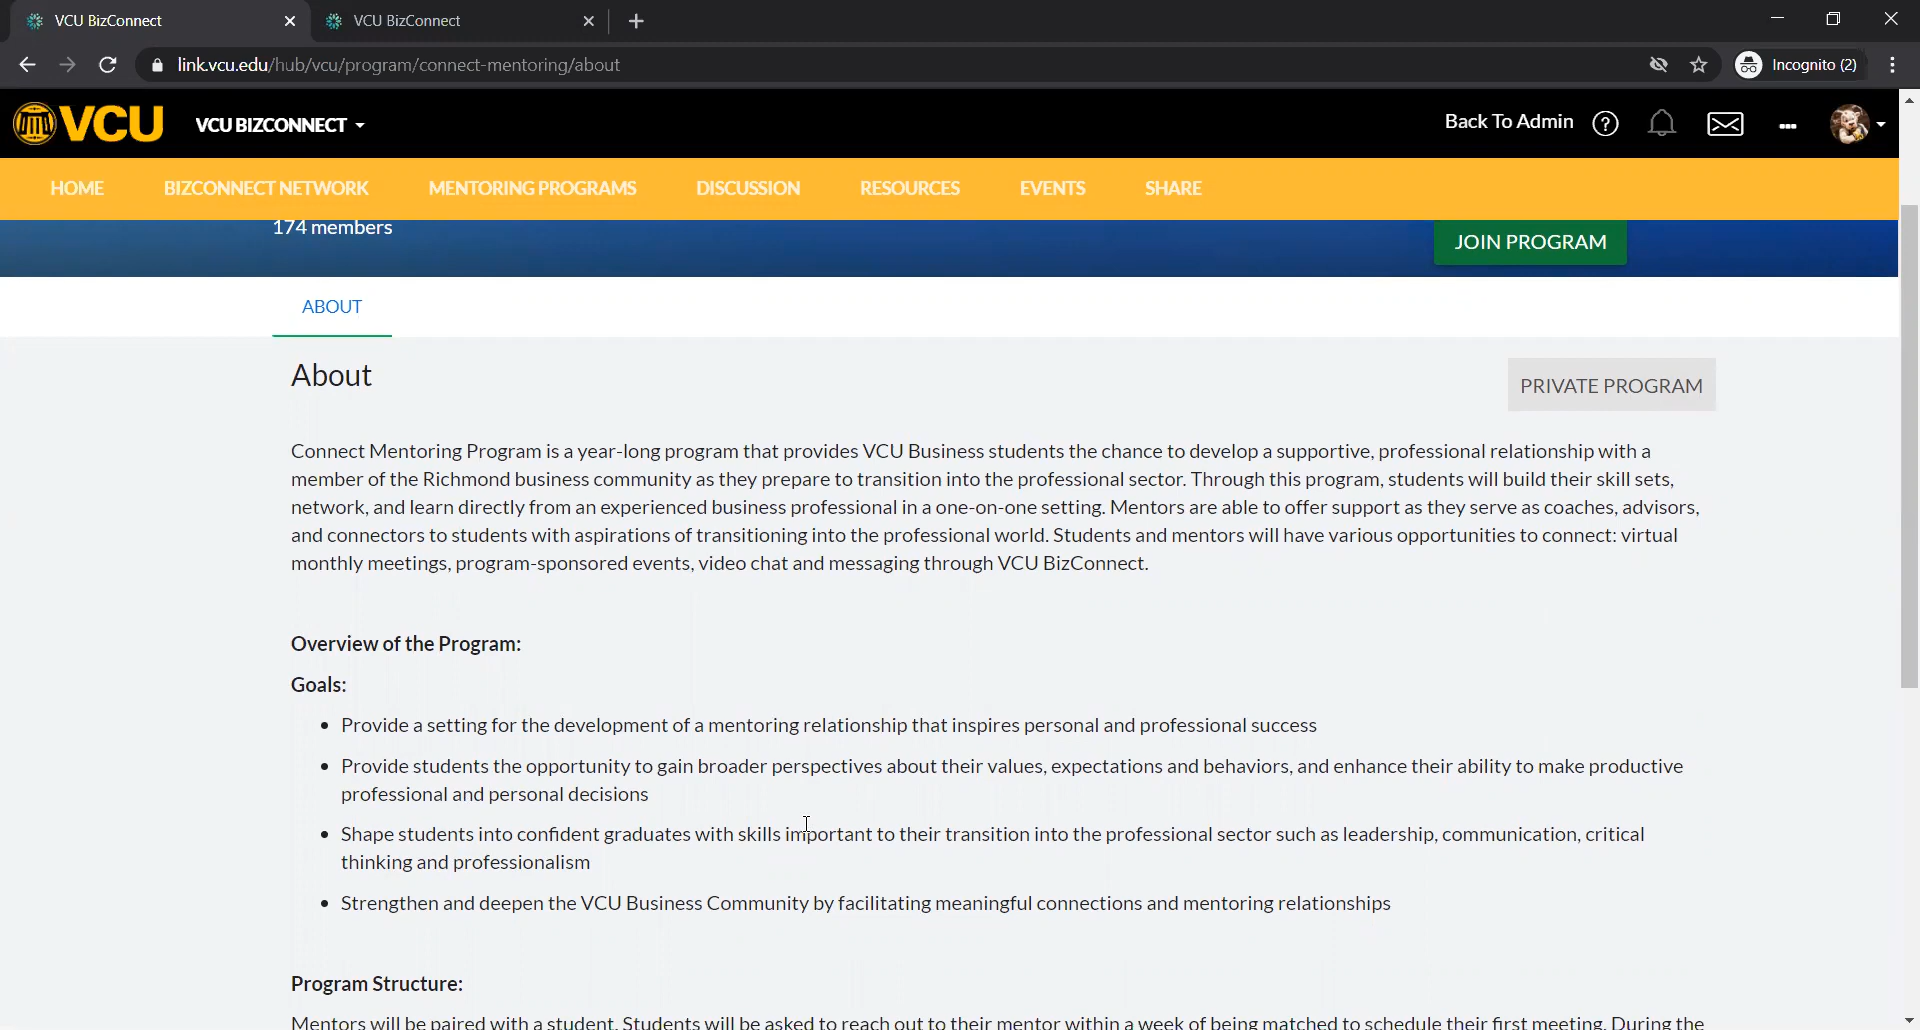 VCU BizConnect
VCU BizConnect
link.vcu.edu/hub/vcu/program/connect-mentoring/about
Incognito (2)
VCU
VCU BIZCONNECT
Back To Admin
HOME
BIZCONNECT NETWORK
MENTORING PROGRAMS
DISCUSSION
RESOURCES
EVENTS
SHARE
174 members
JOIN PROGRAM
ABOUT
About
PRIVATE PROGRAM
Connect Mentoring Program is a year-long program that provides VCU Business students the chance to develop a supportive, professional relationship with a
member of the Richmond business community as they prepare to transition into the professional sector. Through this program, students will build their skill sets,
network, and learn directly from an experienced business professional in a one-on-one setting. Mentors are able to offer support as they serve as coaches, advisors,
and connectors to students with aspirations of transitioning into the professional world. Students and mentors will have various opportunities to connect: virtual
monthly meetings, program-sponsored events, video chat and messaging through VCU BizConnect.
Overview of the Program:
Goals:
• Provide a setting for the development of a mentoring relationship that inspires personal and professional success
• Provide students the opportunity to gain broader perspectives about their values, expectations and behaviors, and enhance their ability to make productive
professional and personal decisions
• Shape students into confident graduates with skills important to their transition into the professional sector such as leadership, communication, critical
thinking and professionalism
• Strengthen and deepen the VCU Business Community by facilitating meaningful connections and mentoring relationships
Program Structure:
Mentors will be paired with a student. Students will be asked to reach out to their mentor within a week of being matched to schedule their first meeting. During the